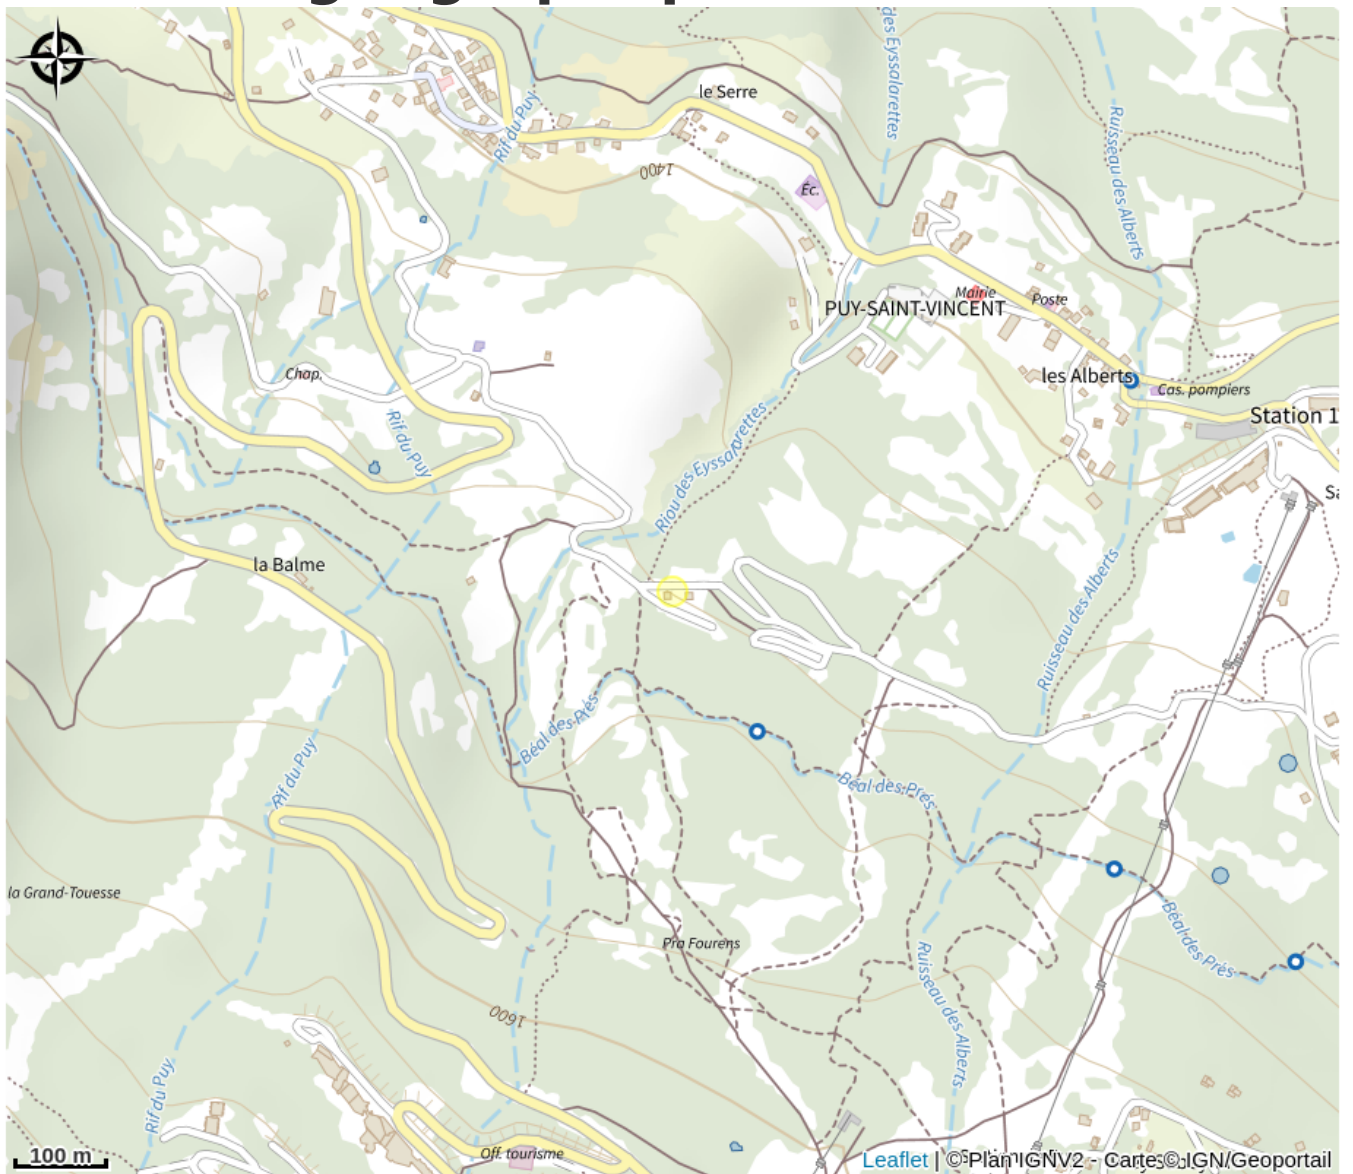 des Eyssalarettes
le Serre
Rif du Puy
Ruisseau des Alberts
1400
Éc.
Mairie
Poste
PUY-SAINT-VINCENT
Chap.
les Alberts
Cas. pompiers
Station 1
Rif du Puy
Riou des Eyssalarettes
Sa
la Balme
Ruisseau des Alberts
Béal des Prés
Rif du Puy
Béal des Prés
la Grand-Touesse
Pra Fourens
Béal des Prés
1600
Ruisseau des Alberts
Rif du Puy
100 m
Off. tourisme
Leaflet | © Plan IGNV2 - Carte © IGN/Geoportail